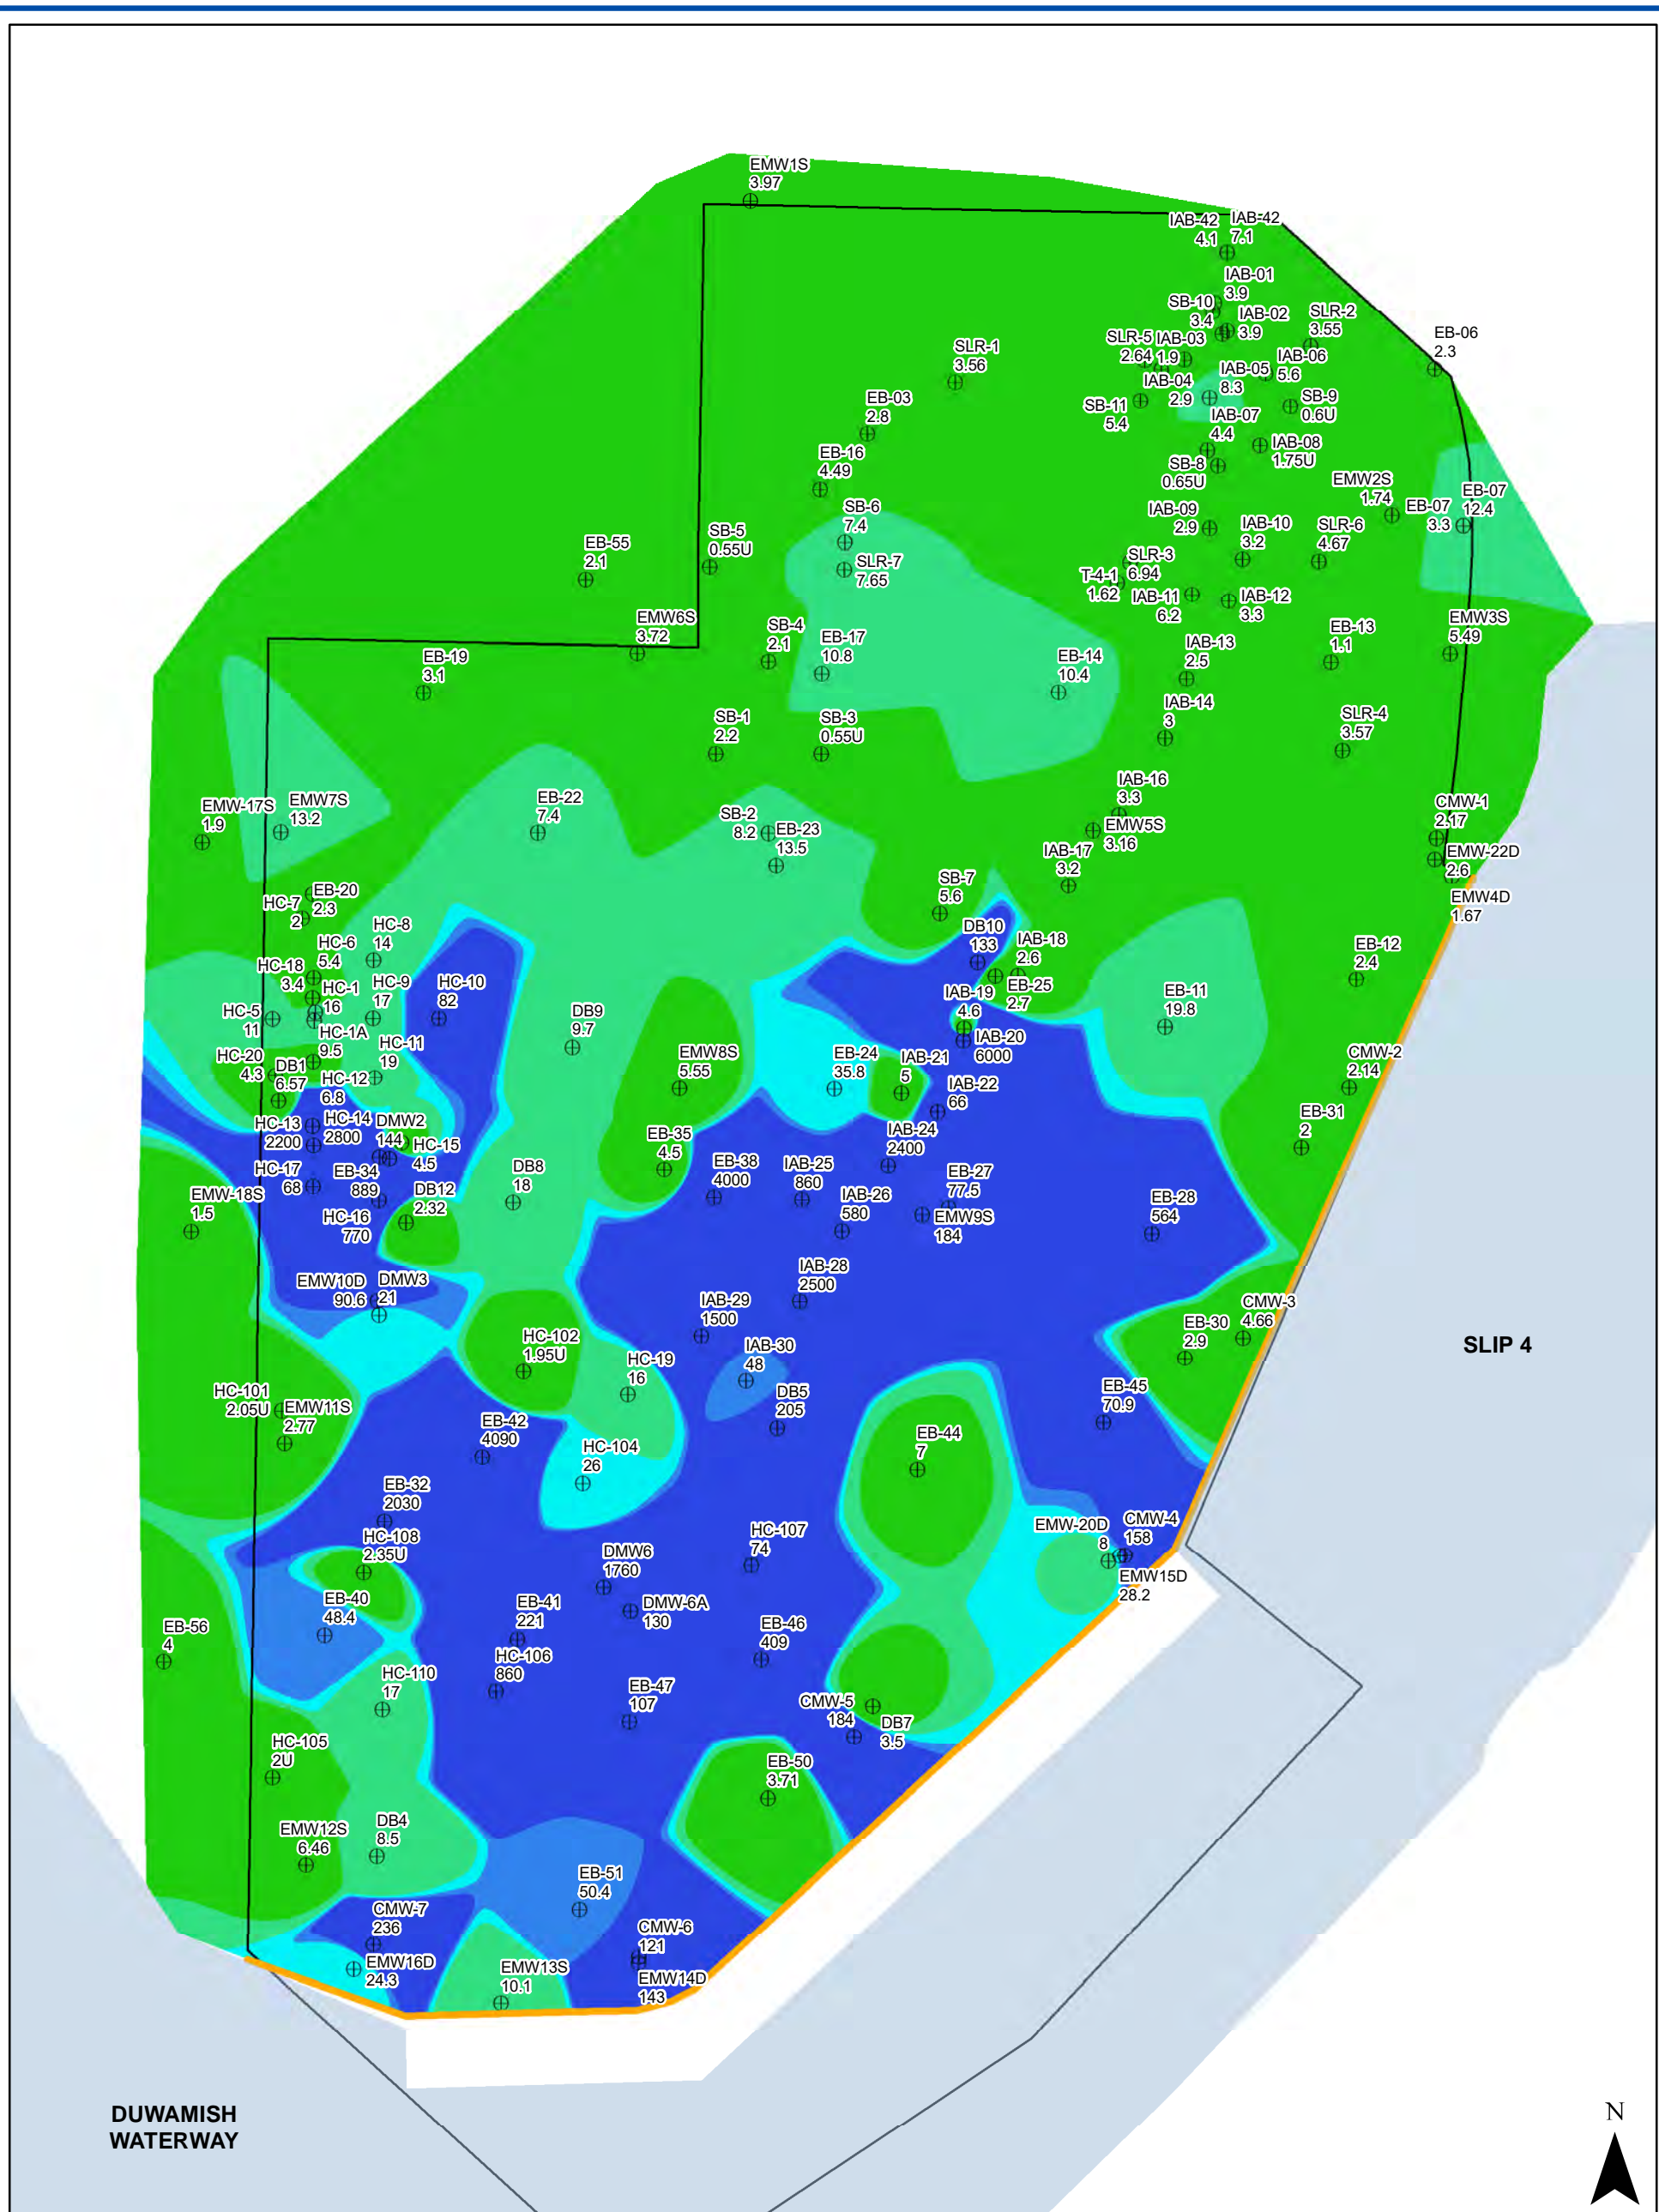 EMW1S
3.97
IAB-42
4.1
IAB-42
7.1
IAB-01
3.9
SB-10
3.4
IAB-02
3.9
SLR-2
3.55
EB-06
2.3
SLR-5
2.64
IAB-03
1.9
SLR-1
3.56
IAB-06
5.6
IAB-05
8.3
IAB-04
2.9
SB-9
0.6U
EB-03
2.8
SB-11
5.4
IAB-07
4.4
IAB-08
1.75U
EB-16
4.49
SB-8
0.65U
EMW2S
1.74
EB-07
3.3
EB-07
12.4
SB-6
7.4
IAB-09
2.9
IAB-10
3.2
SLR-6
4.67
SB-5
0.55U
EB-55
2.1
SLR-7
7.65
SLR-3
6.94
T-4-1
1.62
IAB-11
6.2
IAB-12
3.3
EMW6S
3.72
SB-4
2.1
EB-17
10.8
EB-14
10.4
IAB-13
2.5
EB-13
1.1
EMW3S
5.49
EB-19
3.1
IAB-14
3
SLR-4
3.57
SB-1
2.2
SB-3
0.55U
IAB-16
3.3
EMW-17S
1.9
EMW7S
13.2
EB-22
7.4
SB-2
8.2
EB-23
13.5
EMW5S
3.16
CMW-1
2.17
IAB-17
3.2
EMW-22D
2.6
EB-20
2.3
HC-7
2
SB-7
5.6
EMW4D
1.67
DB10
133
HC-6
5.4
HC-8
14
IAB-18
2.6
EB-12
2.4
HC-18
3.4
HC-1
16
HC-9
17
HC-10
82
EB-25
2.7
IAB-19
4.6
EB-11
19.8
HC-5
11
HC-1A
9.5
DB9
9.7
IAB-20
6000
HC-11
19
HC-20
4.3
DB1
6.57
HC-12
6.8
EMW8S
5.55
EB-24
35.8
IAB-21
5
IAB-22
66
CMW-2
2.14
HC-13
2200
HC-14
2800
DMW2
144
HC-15
4.5
EB-31
2
IAB-24
2400
EB-35
4.5
HC-17
68
EB-34
889
DB8
18
EB-38
4000
IAB-25
860
EB-27
77.5
EMW-18S
1.5
DB12
2.32
HC-16
770
IAB-26
580
EMW9S
184
EB-28
564
EMW10D
90.6
DMW3
21
IAB-28
2500
IAB-29
1500
CMW-3
4.66
EB-30
2.9
SLIP 4
HC-102
1.95U
IAB-30
48
HC-19
16
HC-101
2.05U
EMW11S
2.77
DB5
205
EB-45
70.9
EB-42
4090
EB-44
7
HC-104
26
EB-32
2030
HC-108
2.35U
HC-107
74
EMW-20D
8
CMW-4
158
DMW6
1760
EMW15D
28.2
EB-40
48.4
EB-41
221
DMW-6A
130
EB-56
4
EB-46
409
HC-106
860
HC-110
17
EB-47
107
CMW-5
184
DB7
3.5
HC-105
2U
EB-50
3.71
EMW12S
6.46
DB4
8.5
EB-51
50.4
CMW-7
236
CMW-6
121
EMW16D
24.3
EMW13S
10.1
EMW14D
143
DUWAMISH
WATERWAY
N